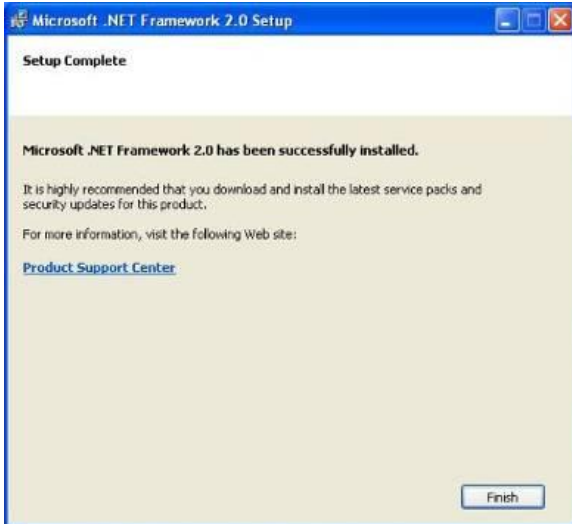 Microsoft .NET Framework 2.0 Setup
Setup Complete
Microsoft .NET Framework 2.0 has been successfully installed.
It is highly recommended that you download and install the latest service packs and
security updates for this product.
For more information, visit the following Web site:
Product Support Center
Finish